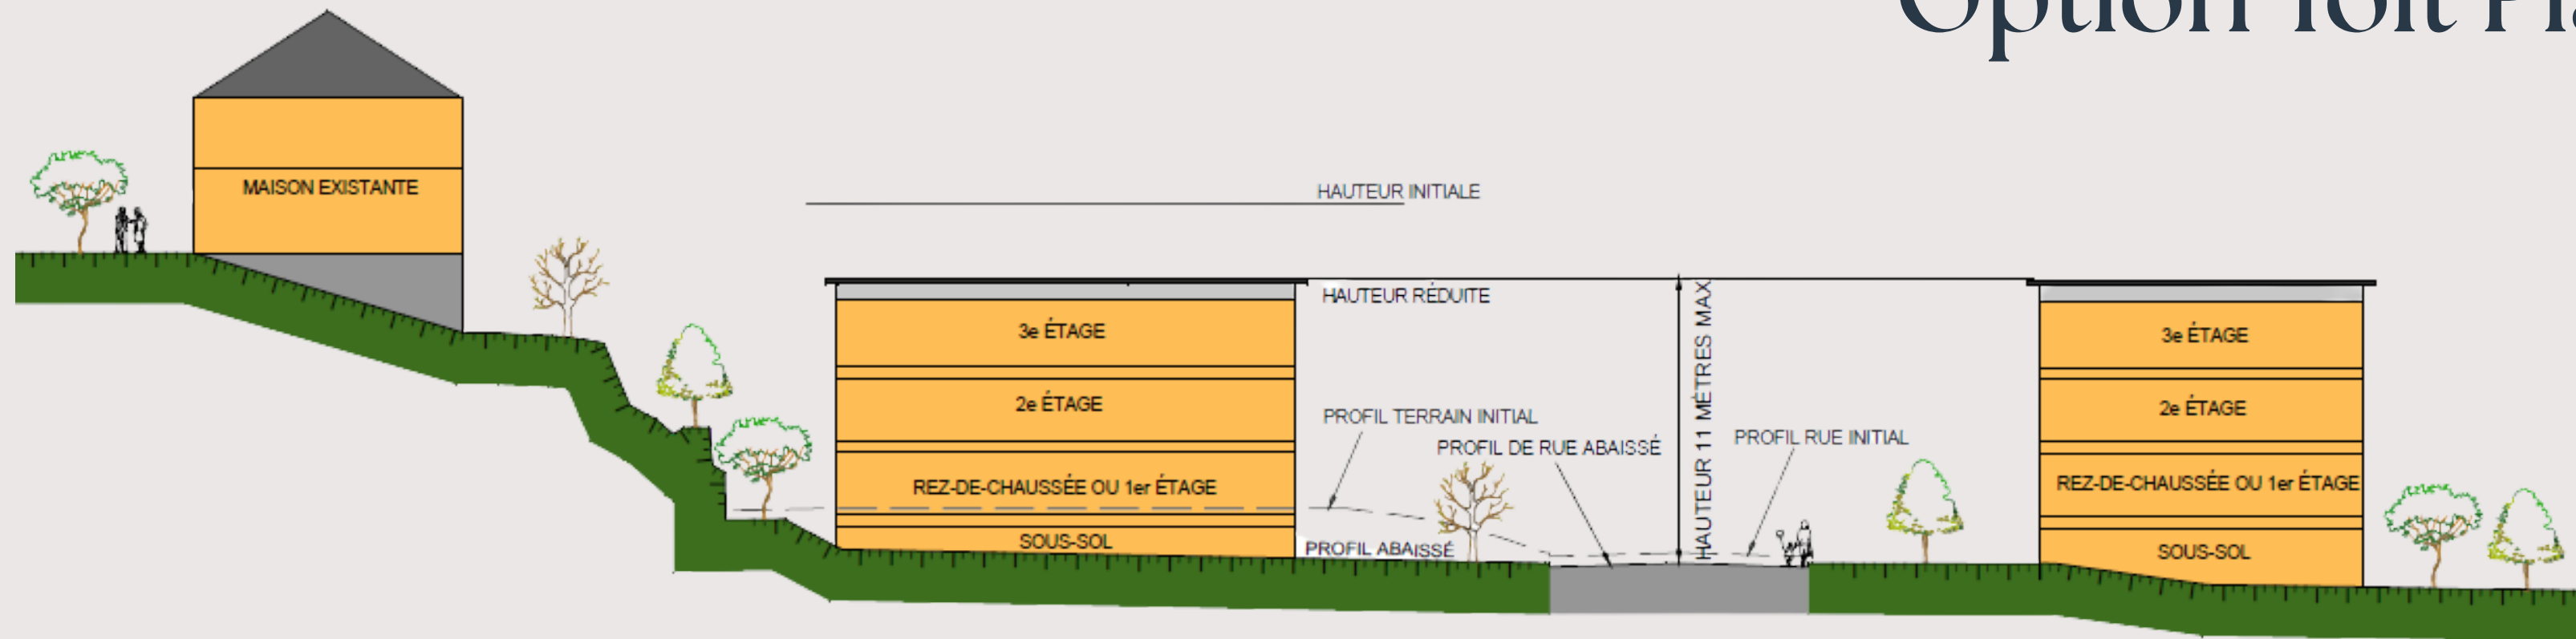 Option Toit
MAISON EXISTANTE
HAUTEUR INITIALE
HAUTEUR RÉDUITE
3e ÉTAGE
2e ÉTAGE
REZ-DE-CHAUSSÉE OU 1er ÉTAGE
SOUS-SOL
PROFIL TERRAIN INITIAL
PROFIL DE RUE ABAISSÉ
PROFIL ABAISSÉ
HAUTEUR 11 MÈTRES MAX
PROFIL RUE INITIAL
3e ÉTAGE
2e ÉTAGE
REZ-DE-CHAUSSÉE OU 1er ÉTAGE
SOUS-SOL